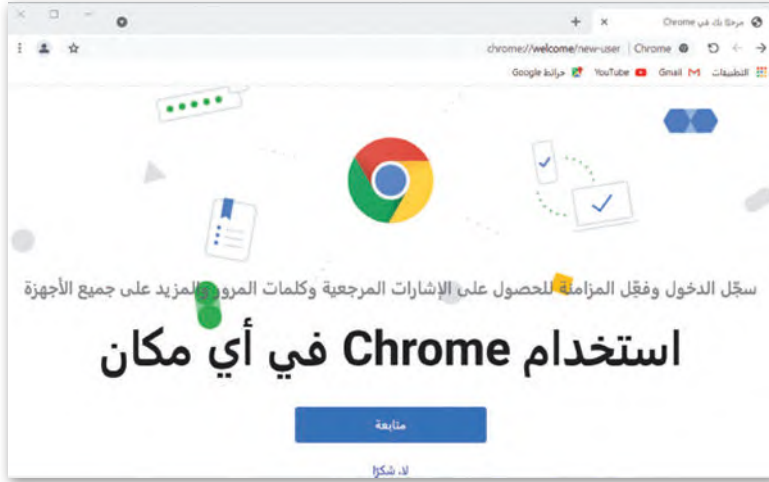 مرحبًا بك في Chrome
chrome://welcome/new-user | Chrome
التطبيقات Gmail YouTube خرائط Google
سجّل الدخول وفعّل المزامنة للحصول على الإشارات المرجعية وكلمات المرور والمزيد على جميع الأجهزة
استخدام Chrome في أي مكان
متابعة
لا، شكرًا